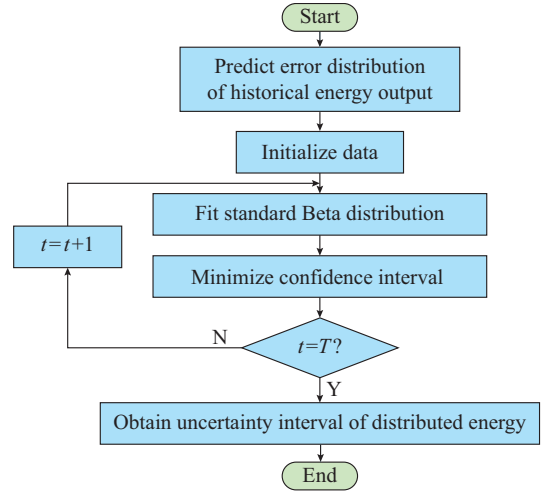 Start
Predict error distribution
of historical energy output
Initialize data
Fit standard Beta distribution
t=t+1
Minimize confidence interval
N
t=T?
Y
Obtain uncertainty interval of distributed energy
End